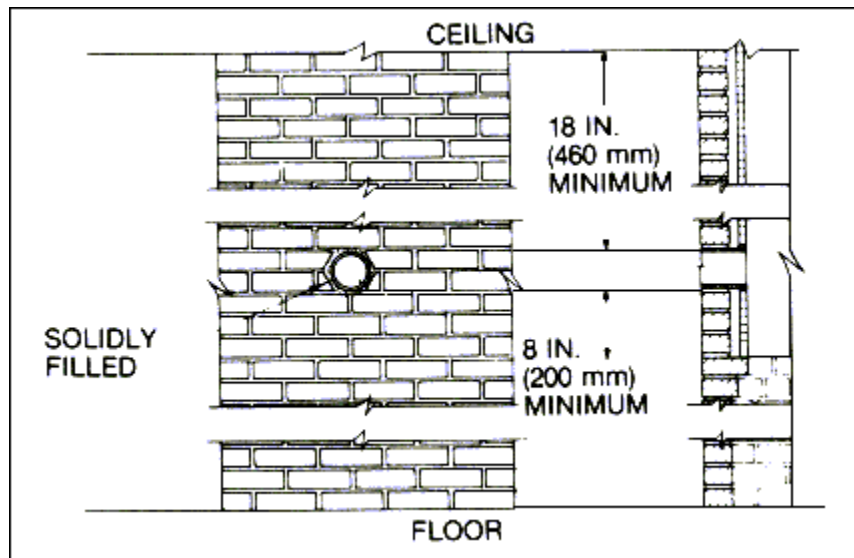 CEILING
18 IN.
(460 mm)
MINIMUM
SOLIDLY
FILLED
8 IN.
(200 mm)
MINIMUM
FLOOR